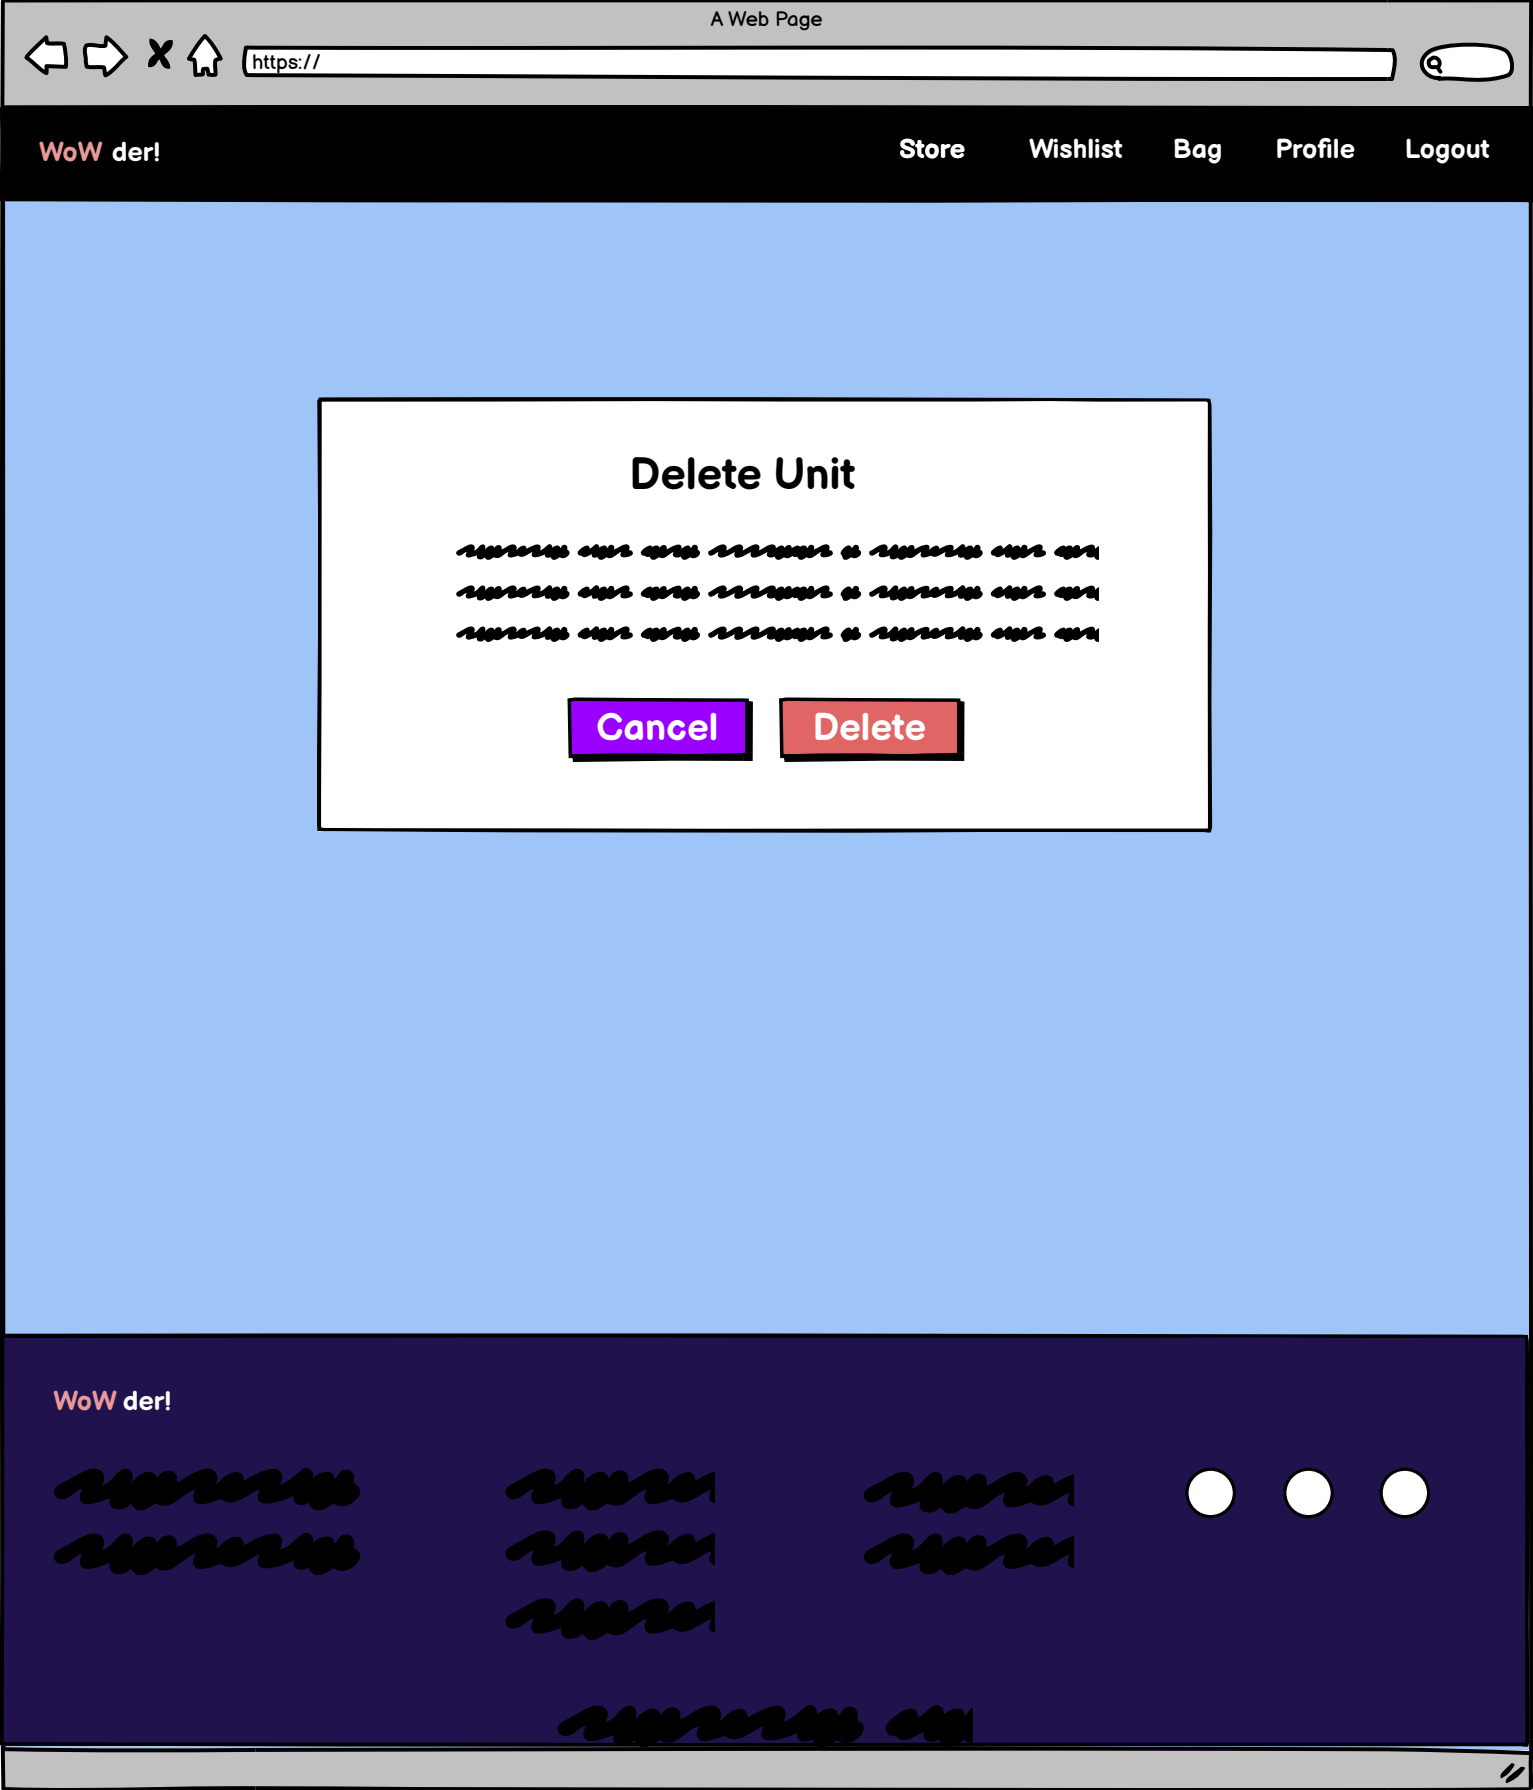 A Web Page
https://
WoW der!
Store Wishlist Bag Profile Logout
Delete Unit
Cancel Delete
WoW der!